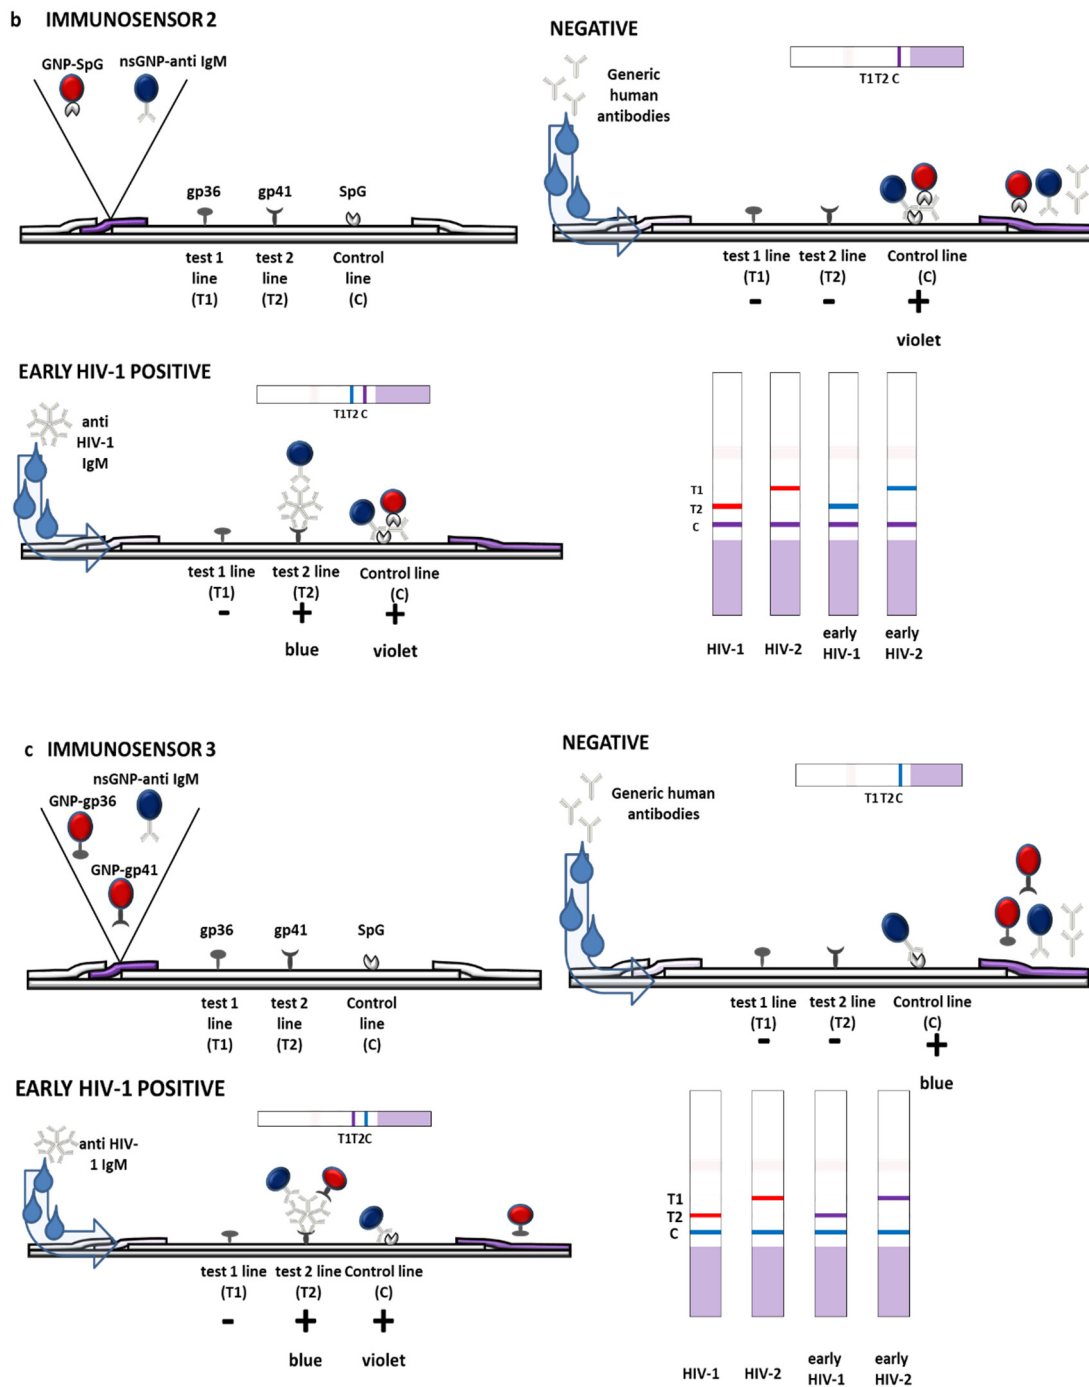 b IMMUNOSENSOR 2
GNP-SpG
nsGNP-anti IgM
gp36
gp41
SpG
test 1
line
(T1)
test 2
line
(T2)
Control
line
(C)
NEGATIVE
T1T2 C
Generic
human
antibodies
test 1 line
(T1)
-
test 2 line
(T2)
-
Control line
(C)
+
violet
EARLY HIV-1 POSITIVE
T1T2 C
anti
HIV-1
IgM
test 1 line
(T1)
-
test 2 line
(T2)
+
blue
Control line
(C)
+
violet
T1
T2
C
HIV-1
HIV-2
early
HIV-1
early
HIV-2
c IMMUNOSENSOR 3
nsGNP-anti IgM
GNP-gp36
GNP-gp41
gp36
gp41
SpG
test 1
line
(T1)
test 2
line
(T2)
Control
line
(C)
NEGATIVE
T1T2C
Generic human
antibodies
test 1 line
(T1)
-
test 2 line
(T2)
-
Control line
(C)
+
blue
EARLY HIV-1 POSITIVE
T1T2C
anti HIV-
1 IgM
test 1 line
(T1)
-
test 2 line
(T2)
+
blue
Control line
(C)
+
violet
T1
T2
C
HIV-1
HIV-2
early
HIV-1
early
HIV-2